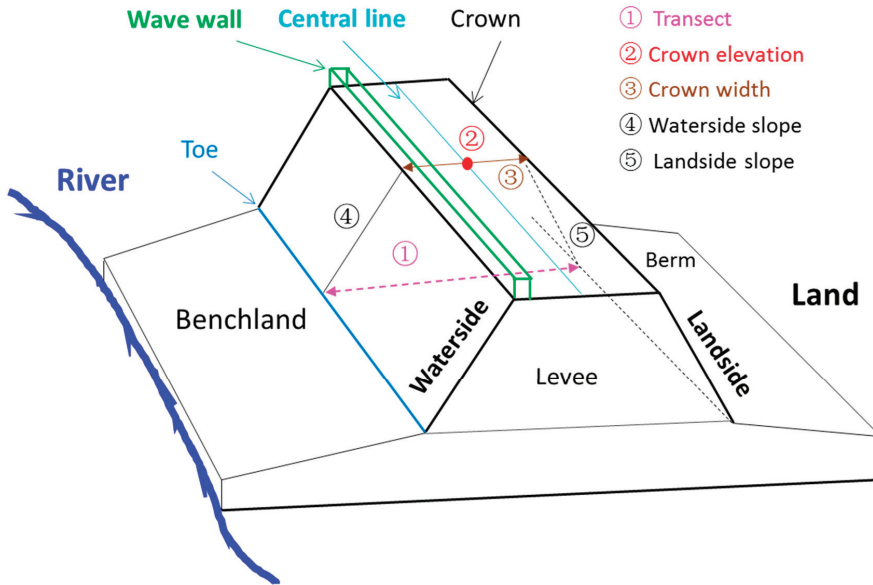 Wave wall
Central line
Crown
① Transect
② Crown elevation
③ Crown width
④ Waterside slope
⑤ Landside slope
Toe
River
②
③
④
⑤
①
Berm
Land
Benchland
Waterside
Levee
Landside